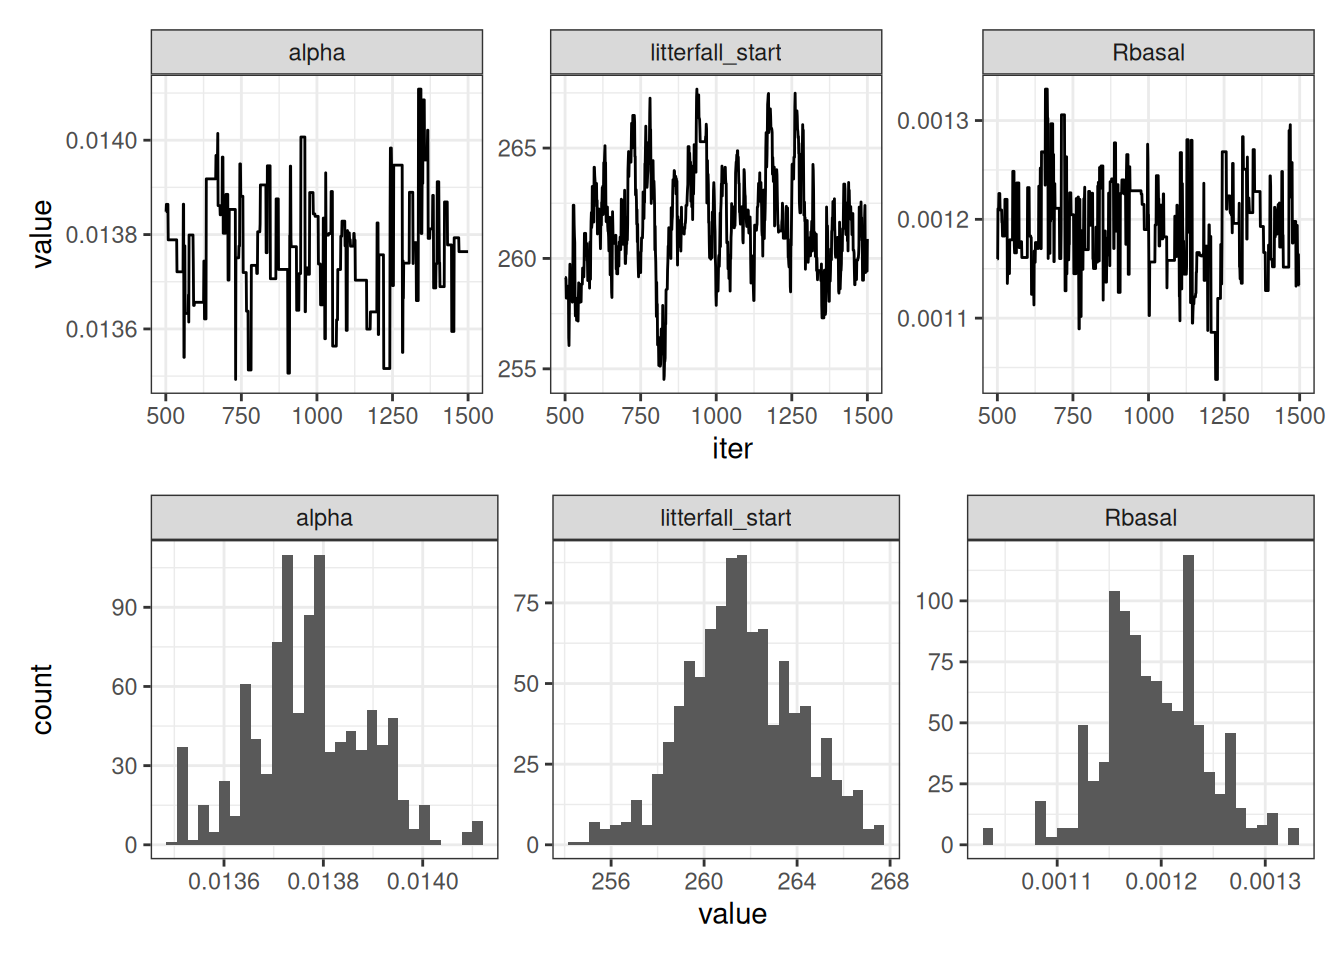 alpha
litterfall_start
Rbasal
value
0.0140
0.0138
0.0136
265
260
255
0.0013
0.0012
0.0011
500 750 1000 1250 1500
500 750 1000 1250 1500
500 750 1000 1250 1500
iter
alpha
litterfall_start
Rbasal
count
90
60
30
0
75
50
25
0
100
75
50
25
0
0.0136 0.0138 0.0140
256 260 264 268
0.0011 0.0012 0.0013
value